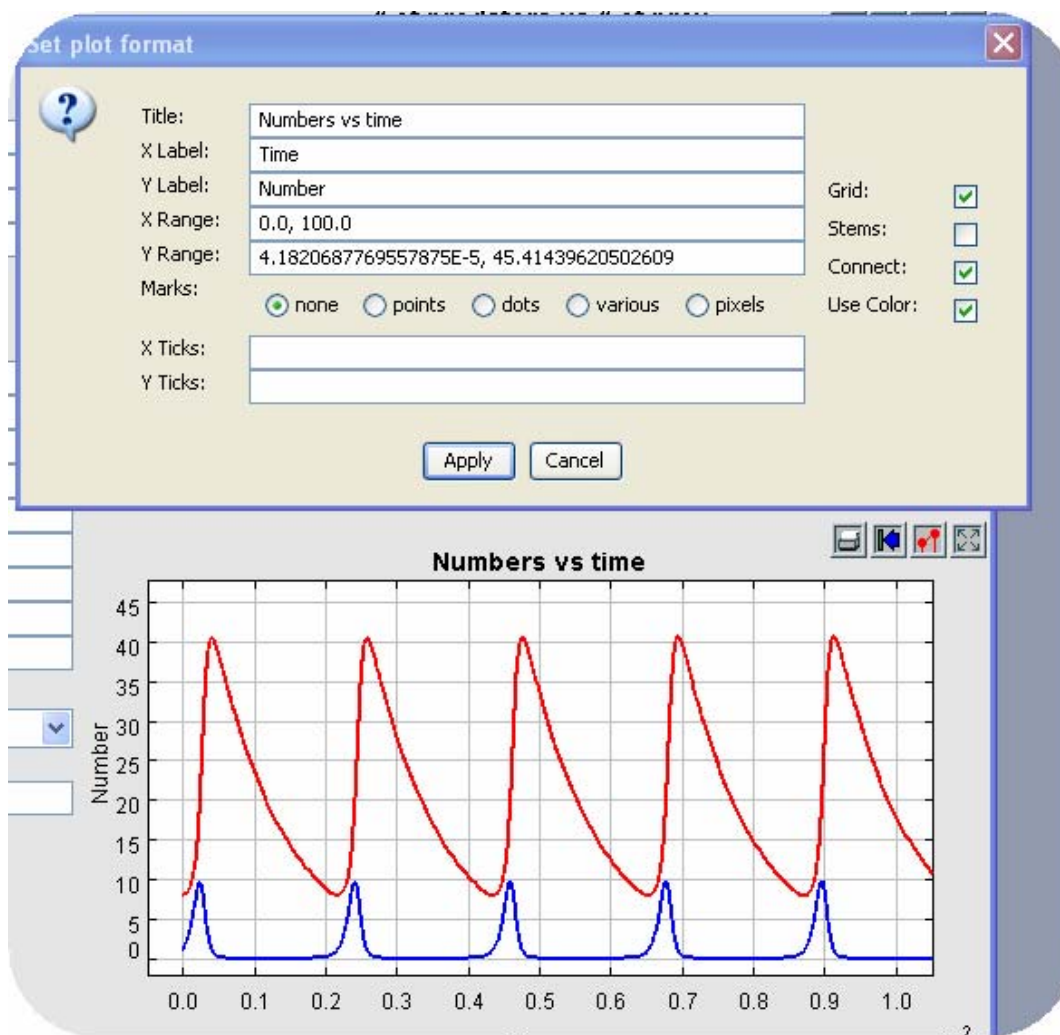 Set plot format
Title: Numbers vs time
X Label: Time
Y Label: Number
X Range: 0.0, 100.0
Y Range: 4.1820687769557875E-5, 45.41439620502609
Marks: none points dots various pixels
X Ticks:
Y Ticks:
Grid:
Stems:
Connect:
Use Color:
Apply Cancel
Numbers vs time
Number
45
40
35
30
25
20
15
10
5
0
0.0 0.1 0.2 0.3 0.4 0.5 0.6 0.7 0.8 0.9 1.0
2